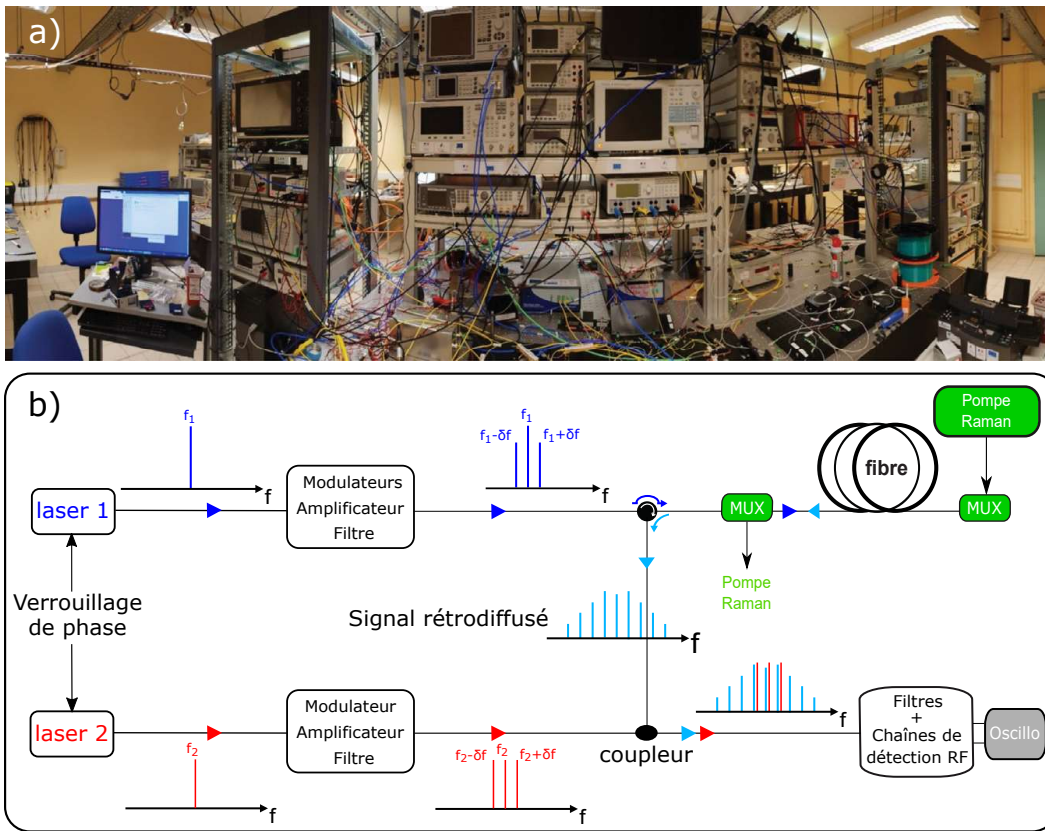 a)
b)
f₁
f
laser 1
Modulateurs
Amplificateur
Filtre
f₁-δf
f₁
f₁+δf
f
MUX
Pompe
Raman
fibre
Pompe
Raman
MUX
Verrouillage
de phase
Signal rétrodiffusé
f
laser 2
f₂
f
Modulateur
Amplificateur
Filtre
f₂-δf
f₂
f₂+δf
f
coupleur
f
Filtres
+
Chaînes de
détection RF
Oscillo